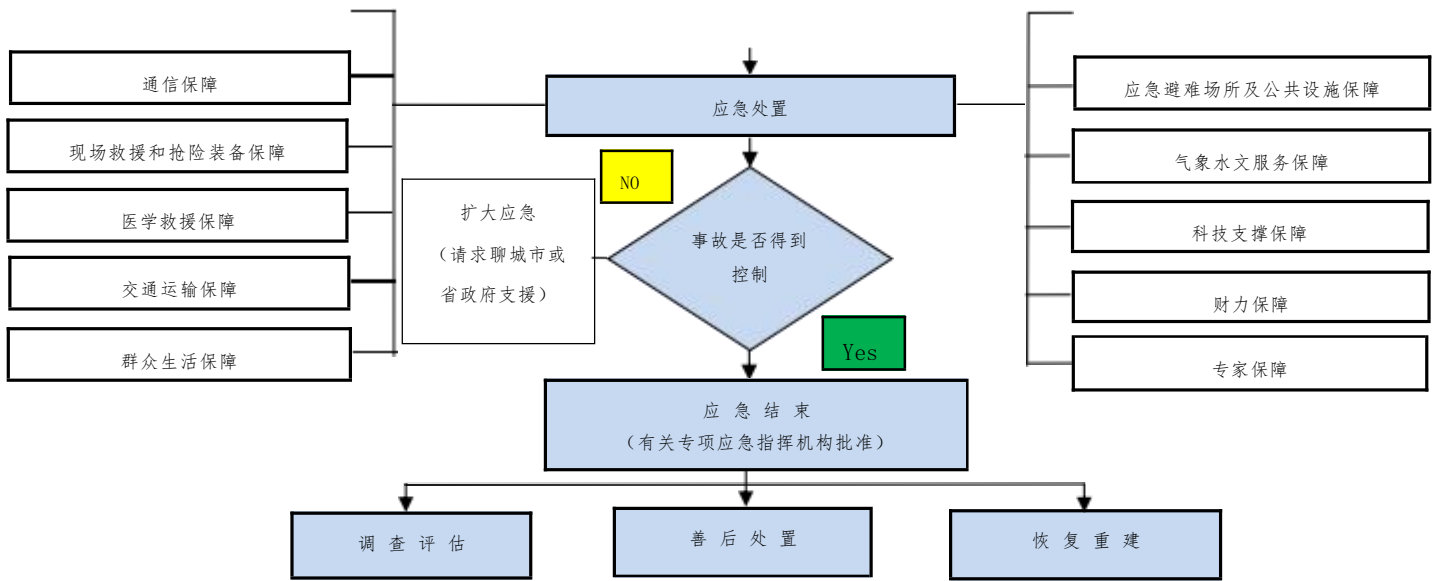 通信保障
现场救援和抢险装备保障
医学救援保障
交通运输保障
群众生活保障
应急处置
NO
扩大应急
（请求聊城市或
省政府支援）
事故是否得到
控制
Yes
应急避难场所及公共设施保障
气象水文服务保障
科技支撑保障
财力保障
专家保障
应 急 结 束
（有关专项应急指挥机构批准）
调 查 评 估
善 后 处 置
恢 复 重 建